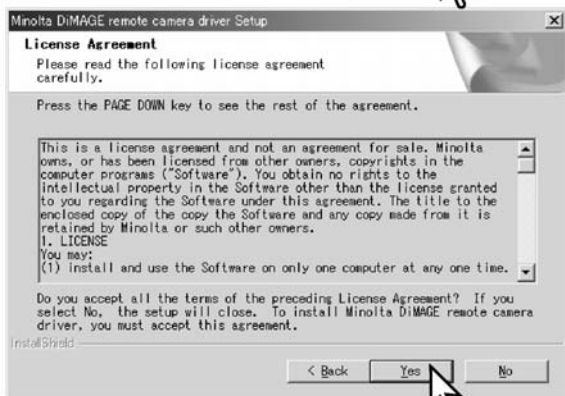 Minolta DiMAGE remote camera driver Setup
License Agreement
Please read the following license agreement
carefully.
Press the PAGE DOWN key to see the rest of the agreement.
This is a license agreement and not an agreement for sale. Minolta
owns, or has been licensed from other owners, copyrights in the
computer programs ("Software"). You obtain no rights to the
intellectual property in the Software other than the license granted
to you regarding the Software under this agreement. The title to the
enclosed copy of the copy the Software and any copy made from it is
retained by Minolta or such other owners.
1. LICENSE
You may:
(1) install and use the Software on only one computer at any one time.
Do you accept all the terms of the preceding License Agreement? If you
select No, the setup will close. To install Minolta DiMAGE remote camera
driver, you must accept this agreement.
InstallShield
< Back Yes No